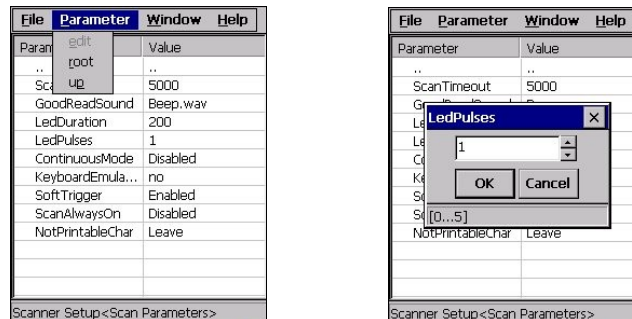 File Parameter Window Help
edit
root
up
Param Value
.. ..
Sca 5000
GoodReadSound Beep.wav
LedDuration 200
LedPulses 1
ContinuousMode Disabled
KeyboardEmula... no
SoftTrigger Enabled
ScanAlwaysOn Disabled
NotPrintableChar Leave
Scanner Setup<Scan Parameters>
File Parameter Window Help
Parameter Value
.. ..
ScanTimeout 5000
LedPulses
1
OK Cancel
[0...5]
NotPrintableChar Leave
Scanner Setup<Scan Parameters>